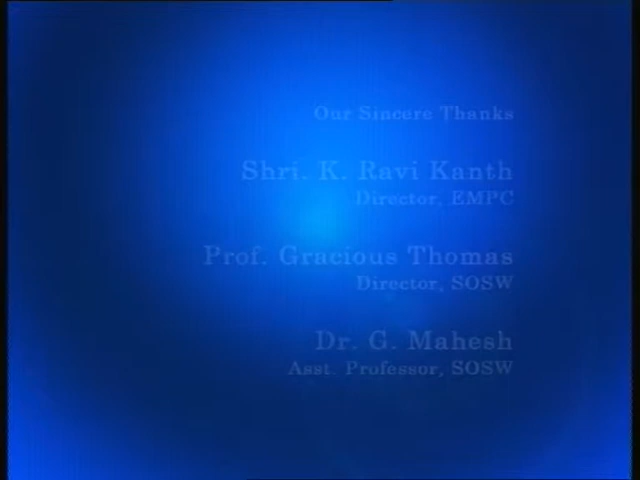 Our Sincere Thanks
Shri. K. Ravi Kanth
Director, EMPC
Prof. Gracious Thomas
Director, SOSW
Dr. G. Mahesh
Asst. Professor, SOSW